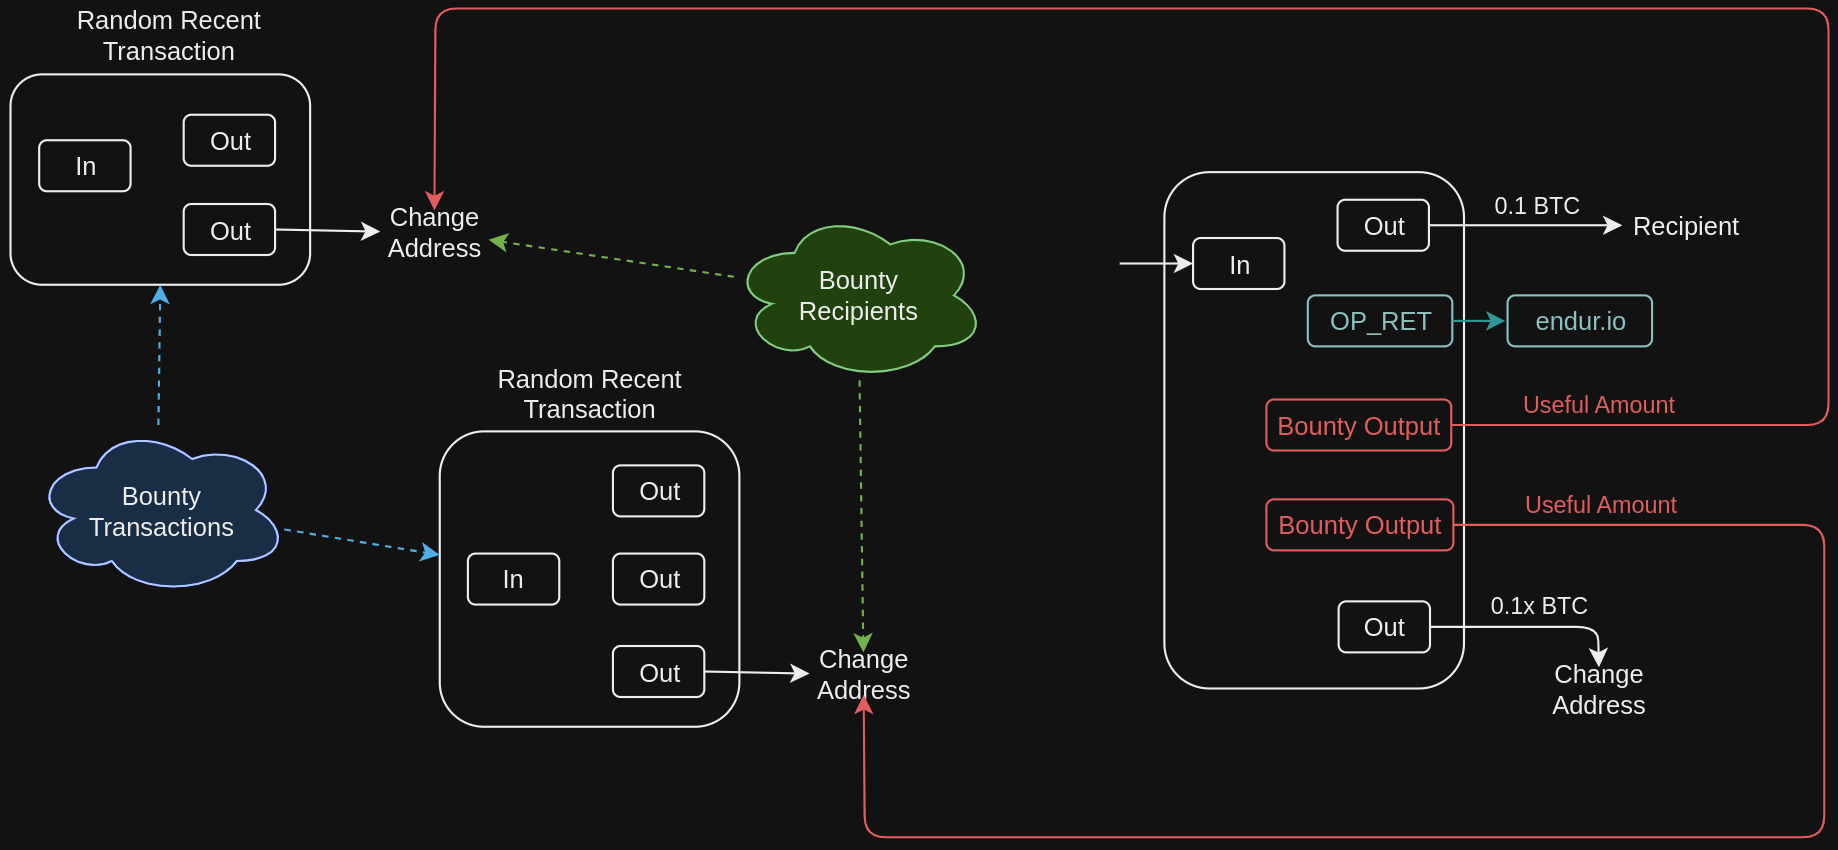 Random Recent
Transaction
In
Out
Out
Change
Address
Bounty
Recipients
Bounty
Transactions
Random Recent
Transaction
In
Out
Out
Out
Change
Address
In
Out
0.1 BTC
Recipient
OP_RET
endur.io
Bounty Output
Useful Amount
Bounty Output
Useful Amount
Out
0.1x BTC
Change
Address